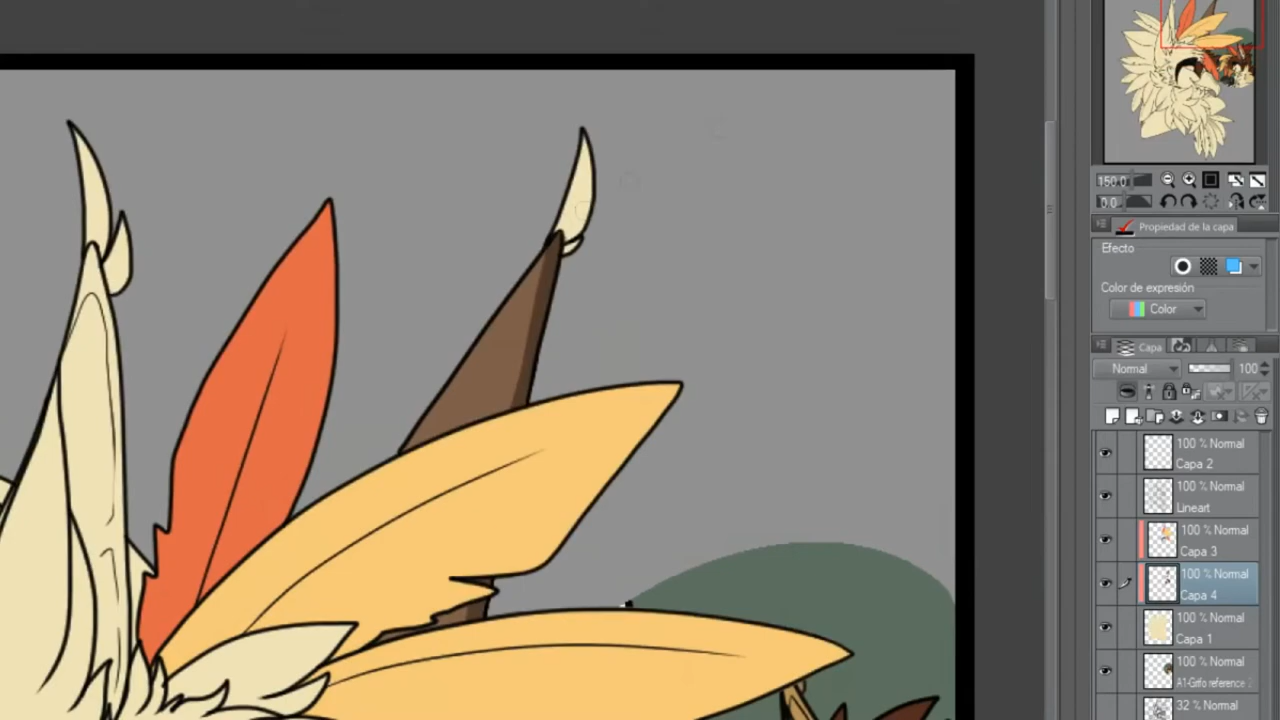 150.0
0.0
Propiedad de la capa
Efecto
Color de expresión
Color
Capa
Normal
100
100 % Normal
Capa 2
100 % Normal
Lineart
100 % Normal
Capa 3
100 % Normal
Capa 4
100 % Normal
Capa 1
100 % Normal
A1-Grifo reference 2
32 % Normal